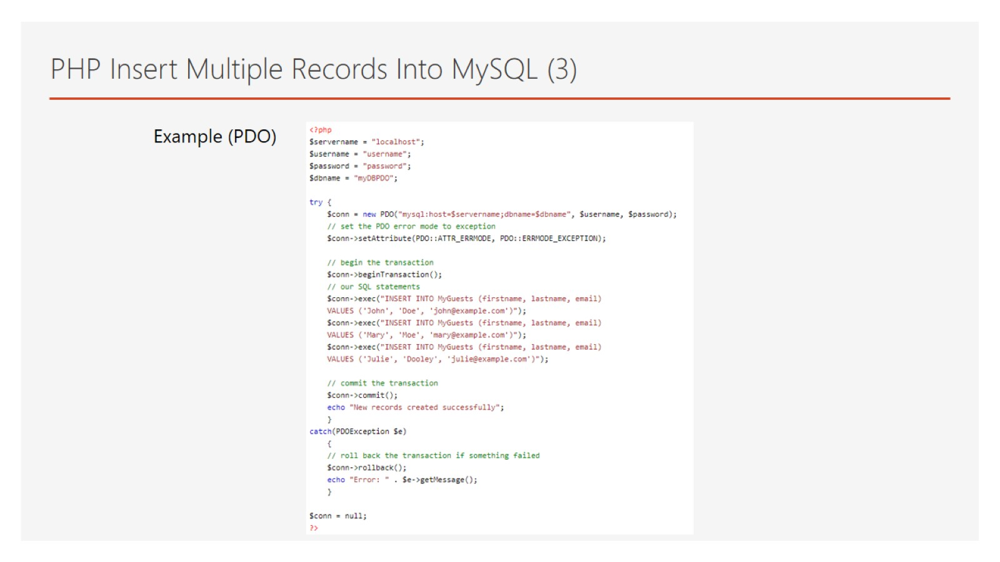 PHP Insert Multiple Records Into MySQL (3)
Example (PDO)
<?php
$servername = "localhost";
$username = "username";
$password = "password";
$dbname = "myDBPDO";

try {
    $conn = new PDO("mysql:host=$servername;dbname=$dbname", $username, $password);
    // set the PDO error mode to exception
    $conn->setAttribute(PDO::ATTR_ERRMODE, PDO::ERRMODE_EXCEPTION);

    // begin the transaction
    $conn->beginTransaction();
    // our SQL statements
    $conn->exec("INSERT INTO MyGuests (firstname, lastname, email)
    VALUES ('John', 'Doe', 'john@example.com')");
    $conn->exec("INSERT INTO MyGuests (firstname, lastname, email)
    VALUES ('Mary', 'Moe', 'mary@example.com')");
    $conn->exec("INSERT INTO MyGuests (firstname, lastname, email)
    VALUES ('Julie', 'Dooley', 'julie@example.com')");

    // commit the transaction
    $conn->commit();
    echo "New records created successfully";
    }
catch(PDOException $e)
    {
    // roll back the transaction if something failed
    $conn->rollback();
    echo "Error: " . $e->getMessage();
    }

$conn = null;
?>